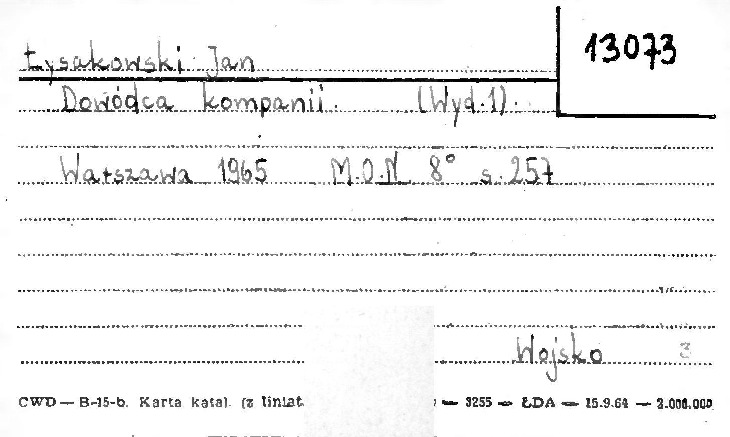 13073
Łysakowski Jan
Dowódca kompanii. (Wyd. 1).
Warszawa 1965 M.O.N 8° s. 257
Wojsko 3
CWD — B-15-b. Karta katal. (z liniat. — 3255 — ŁDA — 15.9.64 — 2.000.000